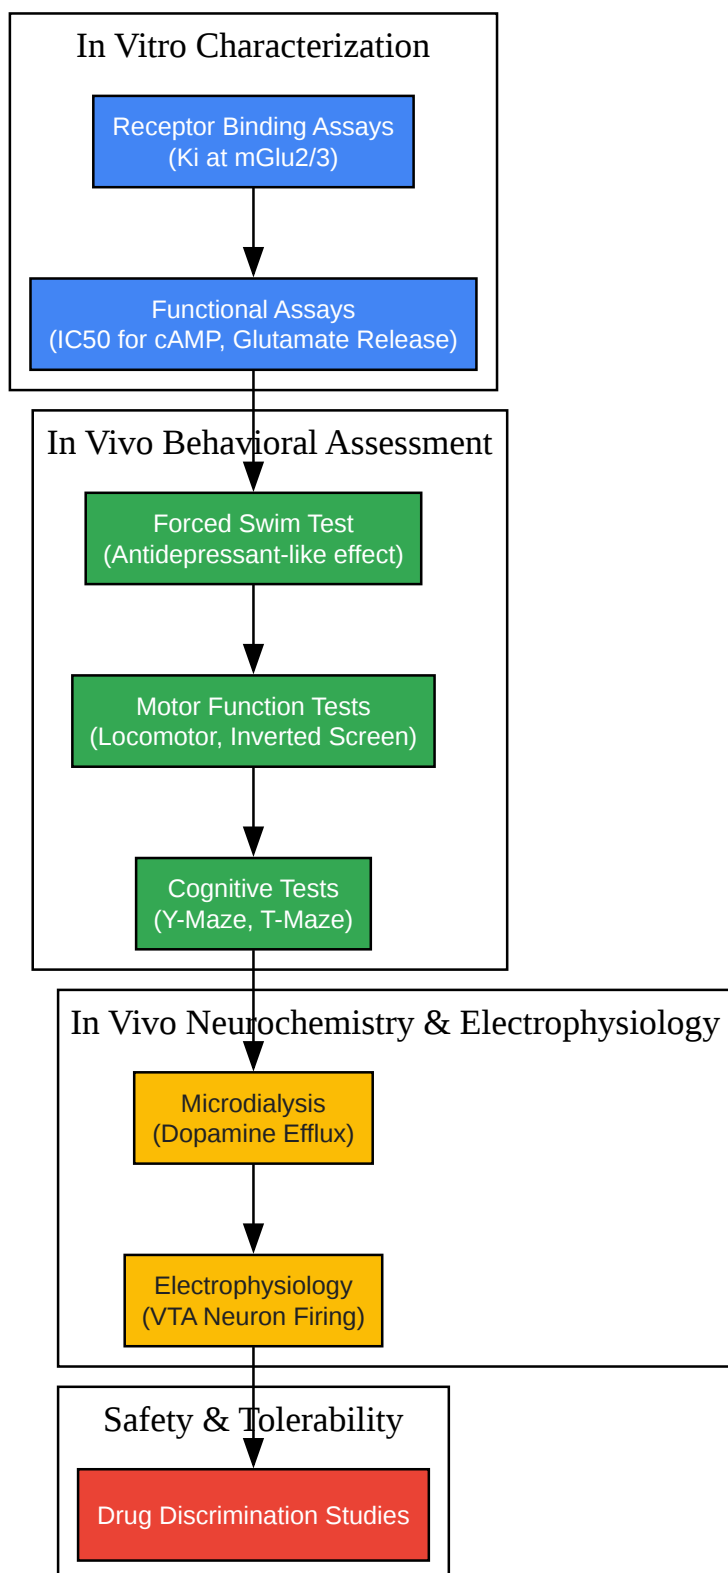 In Vitro Characterization
Receptor Binding Assays
(Ki at mGlu2/3)
Functional Assays
(IC50 for cAMP, Glutamate Release)
In Vivo Behavioral Assessment
Forced Swim Test
(Antidepressant-like effect)
Motor Function Tests
(Locomotor, Inverted Screen)
Cognitive Tests
(Y-Maze, T-Maze)
In Vivo Neurochemistry & Electrophysiology
Microdialysis
(Dopamine Efflux)
Electrophysiology
(VTA Neuron Firing)
Safety & Tolerability
Drug Discrimination Studies